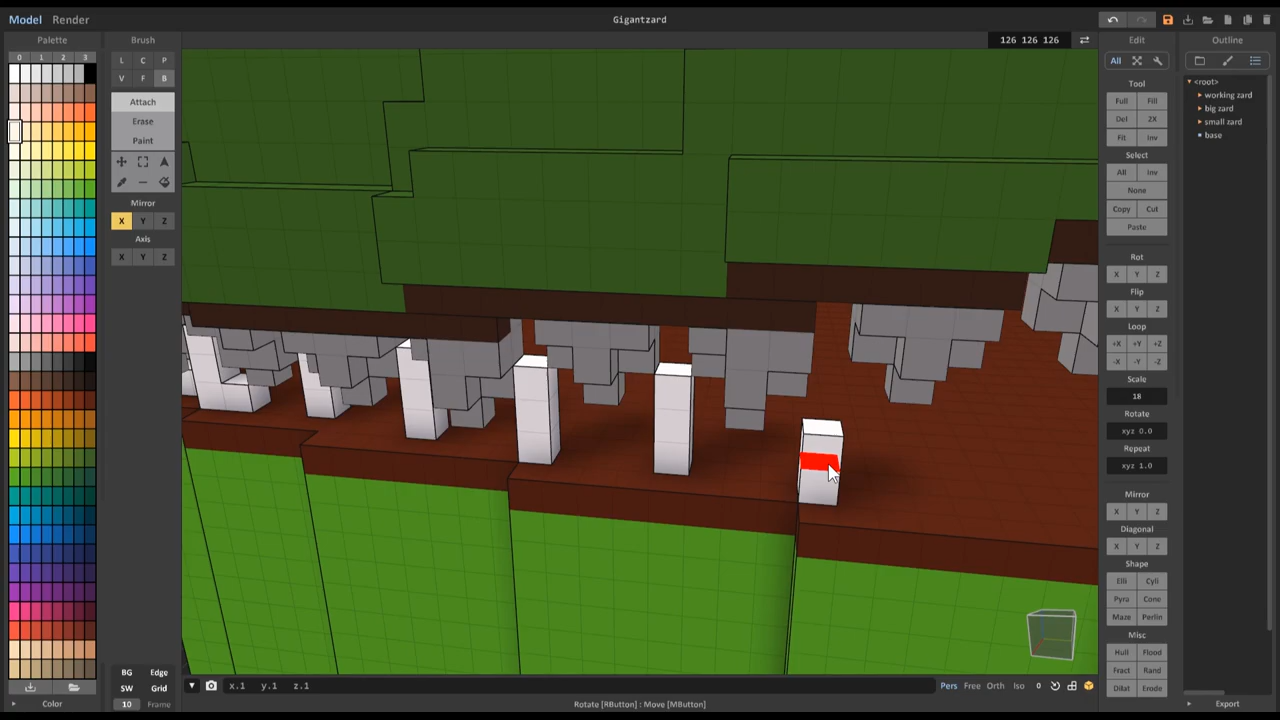 Model Render
Gigantzard
Palette
Brush
126 126 126
Edit
Outline
0 1 2 3
L C P
V F B
Attach
Erase
Paint
Mirror
X Y Z
Axis
X Y Z
All
Tool
Full Fill
Del 2X
Fit Inv
Select
All Inv
None
Copy Cut
Paste
Rot
X Y Z
Flip
X Y Z
Loop
+X +Y +Z
-X -Y -Z
Scale
18
Rotate
xyz 0.0
Repeat
xyz 1.0
Mirror
X Y Z
Diagonal
X Y Z
Shape
Elli Cyli
Pyra Cone
Maze Perlin
Misc
Hull Flood
Fract Rand
Dilat Erode
<root>
working zard
big zard
small zard
base
BG Edge
SW Grid
10 Frame
Color
x.1 y.1 z.1
Pers Free Orth Iso 0
Rotate [RButton] : Move [MButton]
Export